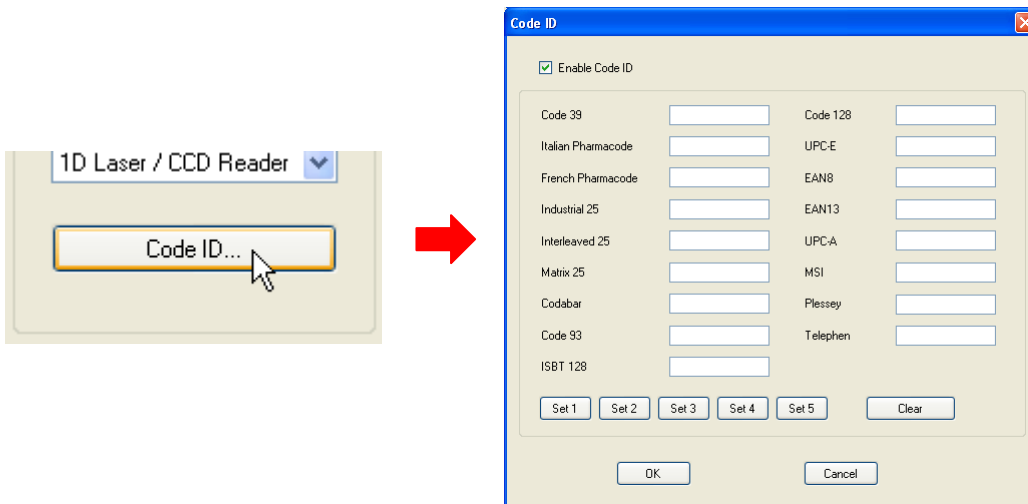 1D Laser / CCD Reader
Code ID...
Code ID
Enable Code ID
Code 39
Code 128
Italian Pharmacode
UPC-E
French Pharmacode
EAN8
Industrial 25
EAN13
Interleaved 25
UPC-A
Matrix 25
MSI
Codabar
Plessey
Code 93
Telephen
ISBT 128
Set 1 Set 2 Set 3 Set 4 Set 5 Clear
OK Cancel